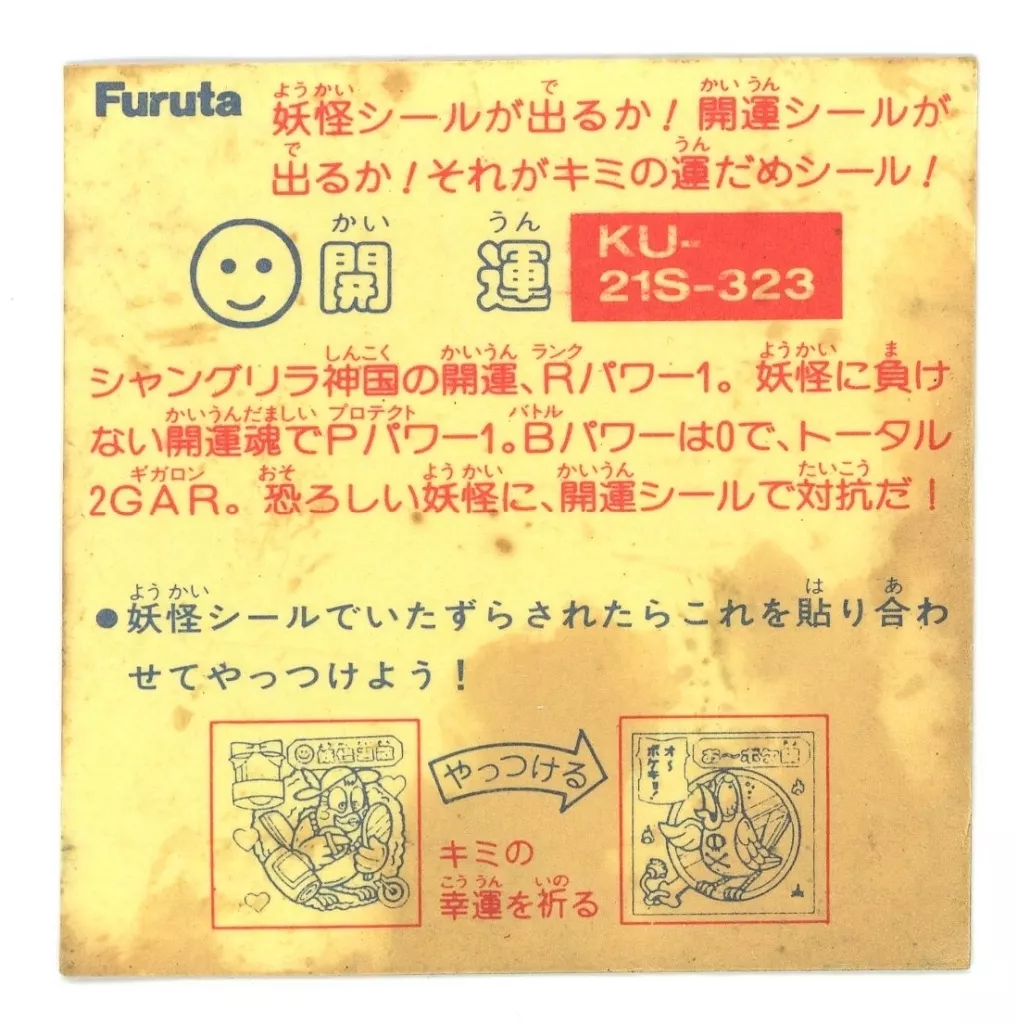 Furuta
妖怪シールが出るか！開運シールが
出るか！それがキミの運だめシール！
開運
KU-
21S-323
シャングリラ神国の開運、Rパワー1。妖怪に負け
ない開運魂でPパワー1。Bパワーは0で、トータル
2GAR。恐ろしい妖怪に、開運シールで対抗だ！
●妖怪シールでいたずらされたらこれを貼り合わ
せてやっつけよう！
やっつける
オ〜
ボケキョ!!
キミの
幸運を祈る